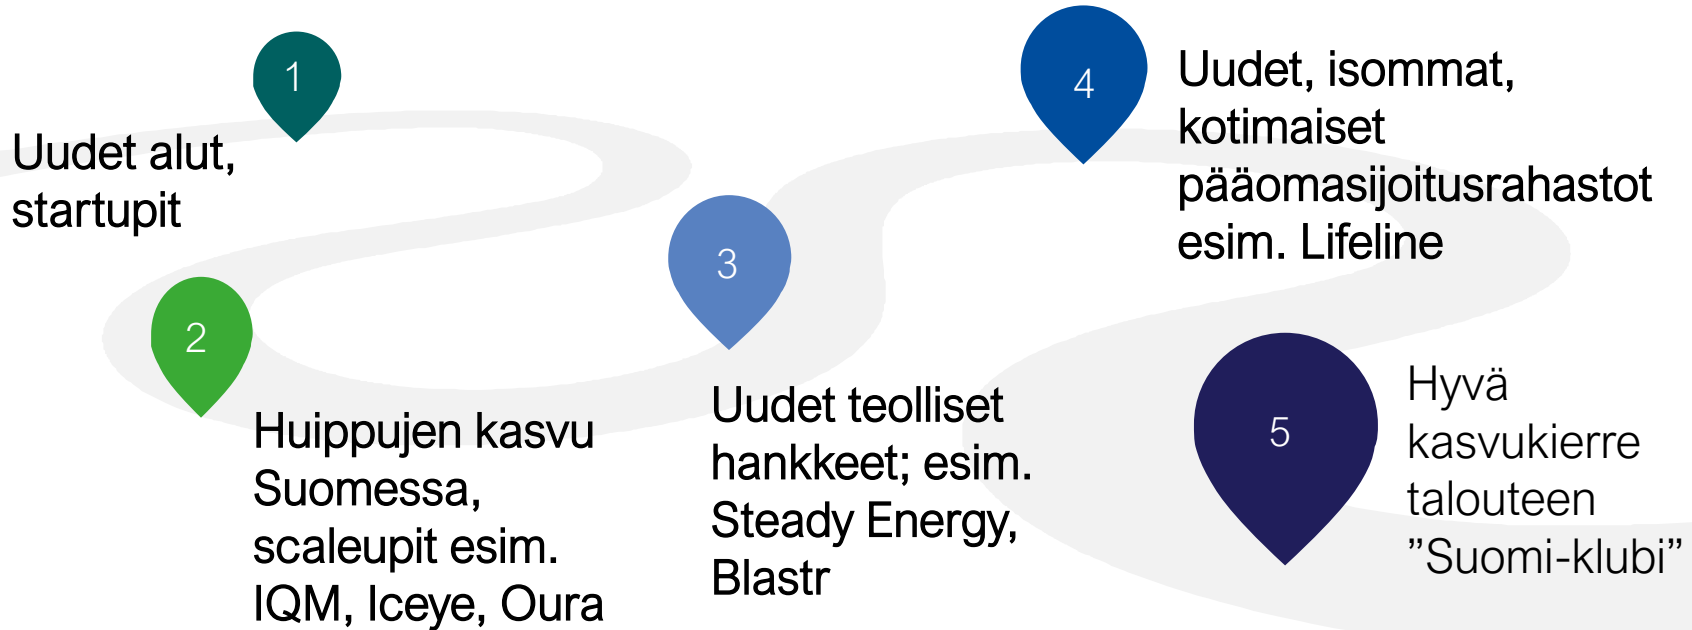 1
Uudet alut,
startupit
2
Huippujen kasvu
Suomessa,
scaleupit esim.
IQM, Iceye, Oura
3
Uudet teolliset
hankkeet; esim.
Steady Energy,
Blastr
4
Uudet, isommat,
kotimaiset
pääomasijoitusrahastot
esim. Lifeline
5
Hyvä
kasvukierre
talouteen
”Suomi-klubi”